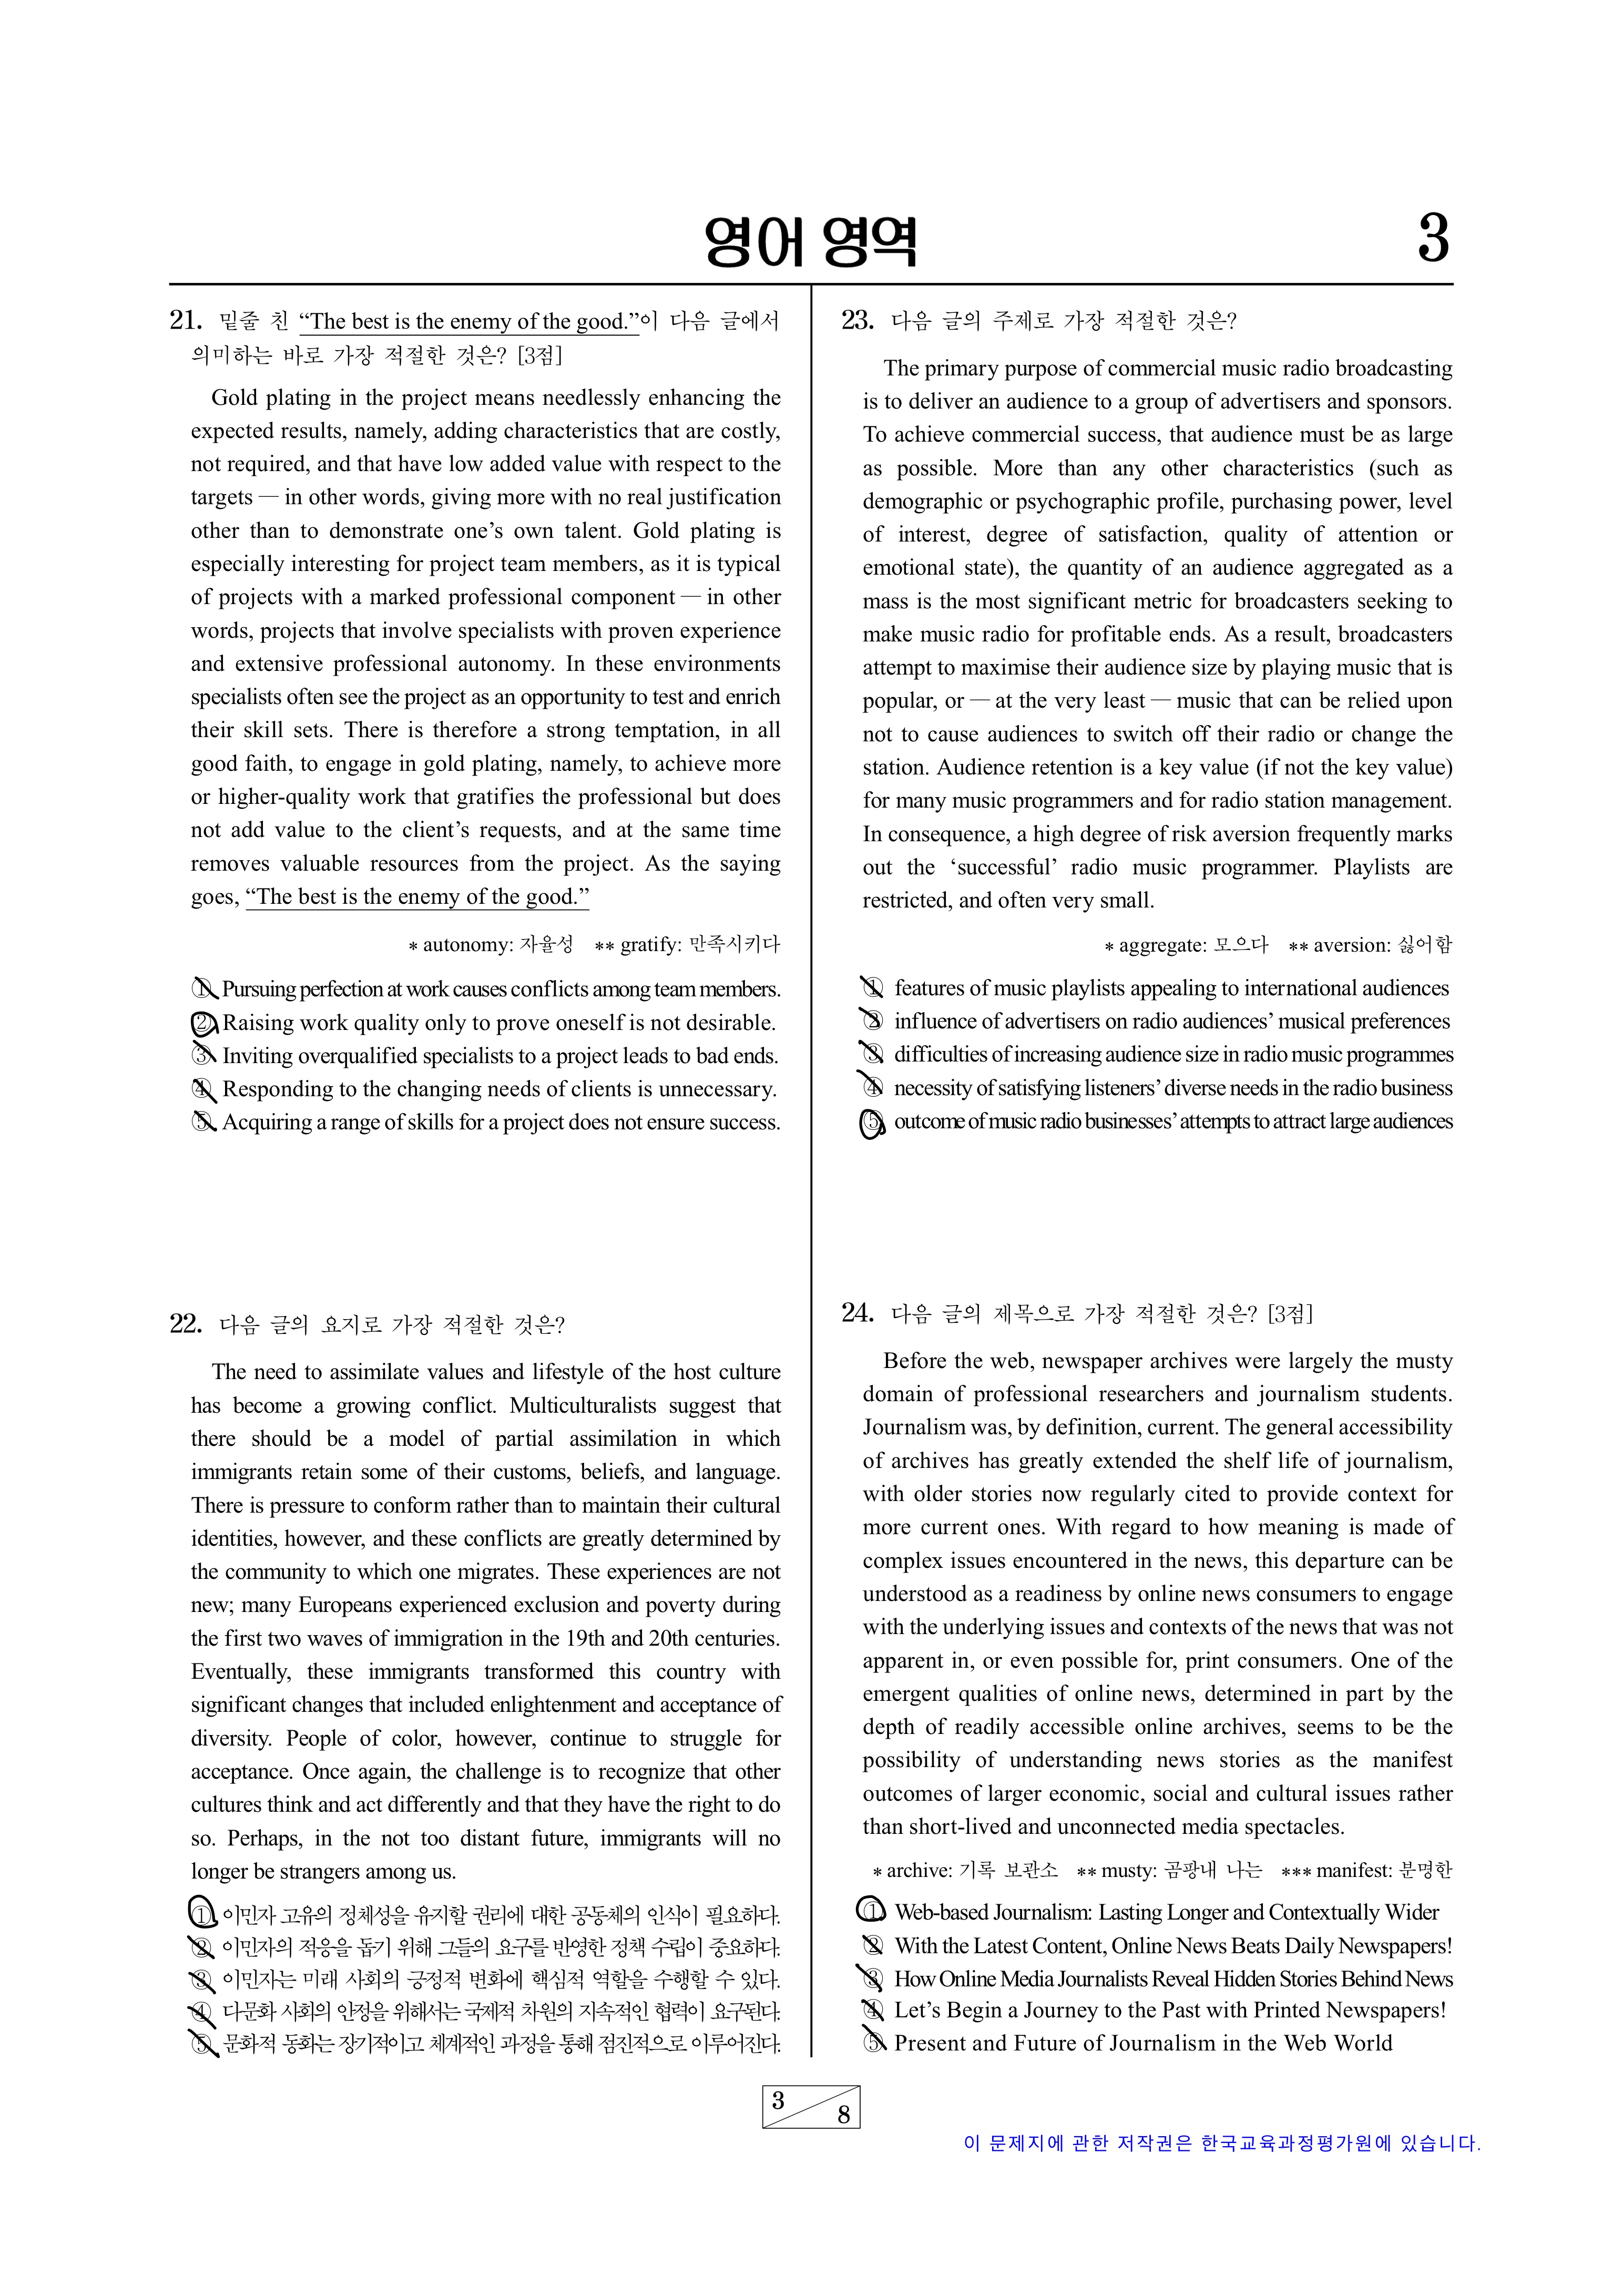 영어 영역
3
21. 밑줄 친 “The best is the enemy of the good.”이 다음 글에서
의미하는 바로 가장 적절한 것은? [3점]
Gold plating in the project means needlessly enhancing the
expected results, namely, adding characteristics that are costly,
not required, and that have low added value with respect to the
targets — in other words, giving more with no real justification
other than to demonstrate one’s own talent. Gold plating is
especially interesting for project team members, as it is typical
of projects with a marked professional component — in other
words, projects that involve specialists with proven experience
and extensive professional autonomy. In these environments
specialists often see the project as an opportunity to test and enrich
their skill sets. There is therefore a strong temptation, in all
good faith, to engage in gold plating, namely, to achieve more
or higher-quality work that gratifies the professional but does
not add value to the client’s requests, and at the same time
removes valuable resources from the project. As the saying
goes, “The best is the enemy of the good.”
* autonomy: 자율성 ** gratify: 만족시키다
① Pursuing perfection at work causes conflicts among team members.
② Raising work quality only to prove oneself is not desirable.
③ Inviting overqualified specialists to a project leads to bad ends.
④ Responding to the changing needs of clients is unnecessary.
⑤ Acquiring a range of skills for a project does not ensure success.
22. 다음 글의 요지로 가장 적절한 것은?
The need to assimilate values and lifestyle of the host culture
has become a growing conflict. Multiculturalists suggest that
there should be a model of partial assimilation in which
immigrants retain some of their customs, beliefs, and language.
There is pressure to conform rather than to maintain their cultural
identities, however, and these conflicts are greatly determined by
the community to which one migrates. These experiences are not
new; many Europeans experienced exclusion and poverty during
the first two waves of immigration in the 19th and 20th centuries.
Eventually, these immigrants transformed this country with
significant changes that included enlightenment and acceptance of
diversity. People of color, however, continue to struggle for
acceptance. Once again, the challenge is to recognize that other
cultures think and act differently and that they have the right to do
so. Perhaps, in the not too distant future, immigrants will no
longer be strangers among us.
① 이민자 고유의 정체성을 유지할 권리에 대한 공동체의 인식이 필요하다.
② 이민자의 적응을 돕기 위해 그들의 요구를 반영한 정책 수립이 중요하다.
③ 이민자는 미래 사회의 긍정적 변화에 핵심적 역할을 수행할 수 있다.
④ 다문화 사회의 안정을 위해서는 국제적 차원의 지속적인 협력이 요구된다.
⑤ 문화적 동화는 장기적이고 체계적인 과정을 통해 점진적으로 이루어진다.
23. 다음 글의 주제로 가장 적절한 것은?
The primary purpose of commercial music radio broadcasting
is to deliver an audience to a group of advertisers and sponsors.
To achieve commercial success, that audience must be as large
as possible. More than any other characteristics (such as
demographic or psychographic profile, purchasing power, level
of interest, degree of satisfaction, quality of attention or
emotional state), the quantity of an audience aggregated as a
mass is the most significant metric for broadcasters seeking to
make music radio for profitable ends. As a result, broadcasters
attempt to maximise their audience size by playing music that is
popular, or — at the very least — music that can be relied upon
not to cause audiences to switch off their radio or change the
station. Audience retention is a key value (if not the key value)
for many music programmers and for radio station management.
In consequence, a high degree of risk aversion frequently marks
out the ‘successful’ radio music programmer. Playlists are
restricted, and often very small.
* aggregate: 모으다 ** aversion: 싫어함
① features of music playlists appealing to international audiences
② influence of advertisers on radio audiences’ musical preferences
③ difficulties of increasing audience size in radio music programmes
④ necessity of satisfying listeners’ diverse needs in the radio business
⑤ outcome of music radio businesses’ attempts to attract large audiences
24. 다음 글의 제목으로 가장 적절한 것은? [3점]
Before the web, newspaper archives were largely the musty
domain of professional researchers and journalism students.
Journalism was, by definition, current. The general accessibility
of archives has greatly extended the shelf life of journalism,
with older stories now regularly cited to provide context for
more current ones. With regard to how meaning is made of
complex issues encountered in the news, this departure can be
understood as a readiness by online news consumers to engage
with the underlying issues and contexts of the news that was not
apparent in, or even possible for, print consumers. One of the
emergent qualities of online news, determined in part by the
depth of readily accessible online archives, seems to be the
possibility of understanding news stories as the manifest
outcomes of larger economic, social and cultural issues rather
than short-lived and unconnected media spectacles.
* archive: 기록 보관소 ** musty: 곰팡내 나는 *** manifest: 분명한
① Web-based Journalism: Lasting Longer and Contextually Wider
② With the Latest Content, Online News Beats Daily Newspapers!
③ How Online Media Journalists Reveal Hidden Stories Behind News
④ Let’s Begin a Journey to the Past with Printed Newspapers!
⑤ Present and Future of Journalism in the Web World
3
8
이 문제지에 관한 저작권은 한국교육과정평가원에 있습니다.